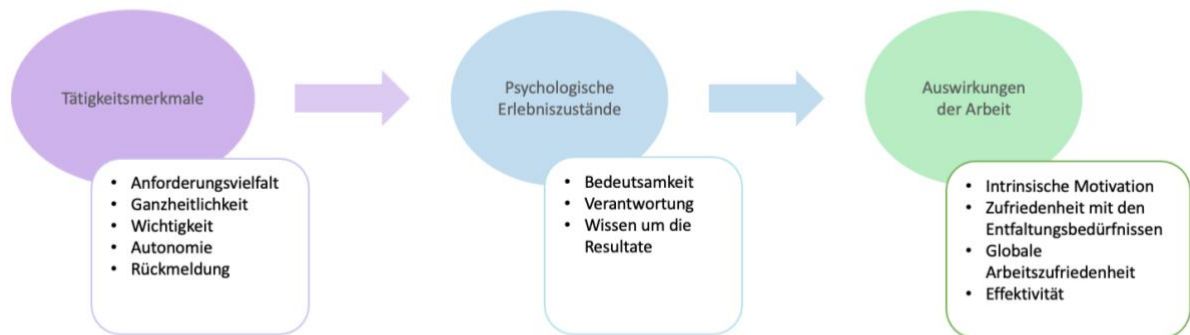 Tätigkeitsmerkmale
• Anforderungsvielfalt
• Ganzheitlichkeit
• Wichtigkeit
• Autonomie
• Rückmeldung
Psychologische
Erlebniszustände
• Bedeutsamkeit
• Verantwortung
• Wissen um die
Resultate
Auswirkungen
der Arbeit
• Intrinsische Motivation
• Zufriedenheit mit den
Entfaltungsbedürfnissen
• Globale
Arbeitszufriedenheit
• Effektivität